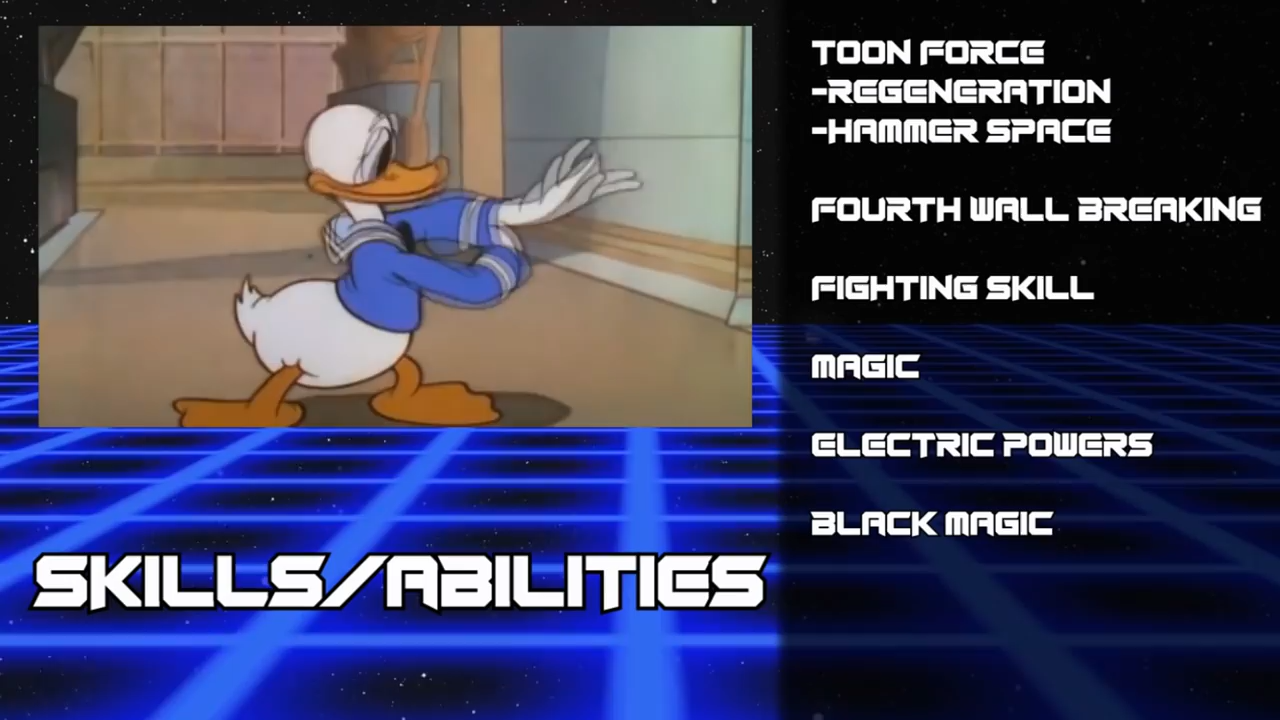 TOON FORCE
-REGENERATION
-HAMMER SPACE
FOURTH WALL BREAKING
FIGHTING SKILL
MAGIC
ELECTRIC POWERS
BLACK MAGIC
SKILLS/ABILITIES